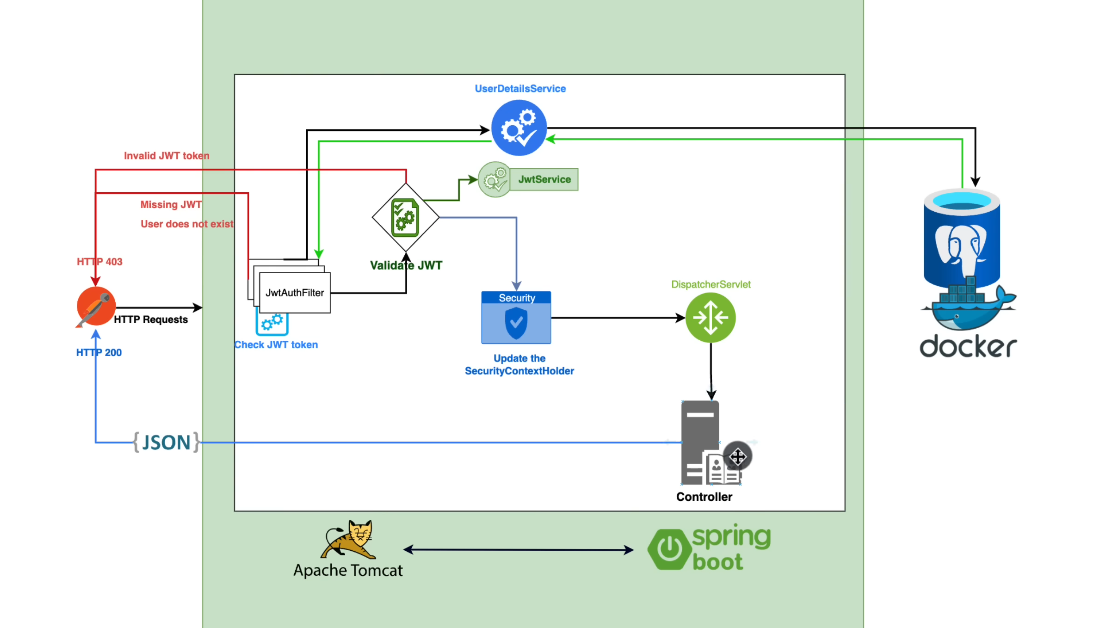 UserDetailsService
Invalid JWT token
JwtService
Missing JWT
User does not exist
HTTP 403
Validate JWT
JwtAuthFilter
HTTP Requests
Check JWT token
HTTP 200
Security
Update the
SecurityContextHolder
DispatcherServlet
docker
{JSON}
Controller
Apache Tomcat
spring
boot